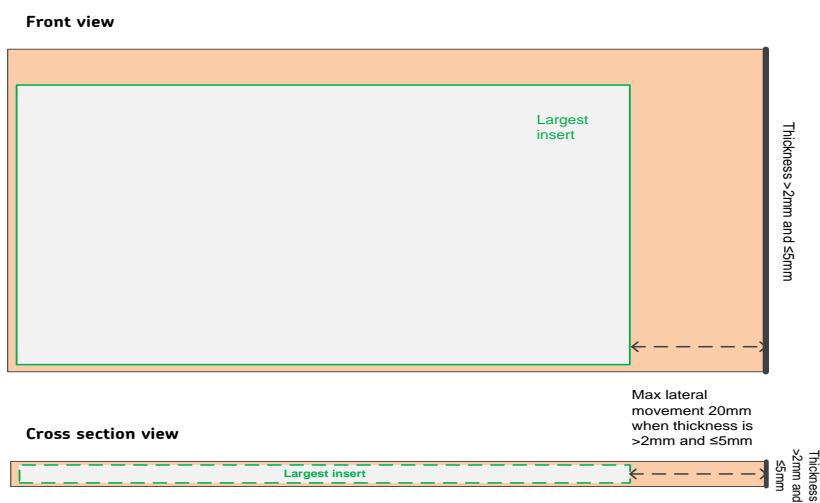 Front view
Largest
insert
Thickness >2mm and ≤5mm
Max lateral
movement 20mm
when thickness is
>2mm and ≤5mm
Cross section view
Largest insert
Thickness
>2mm and
≤5mm